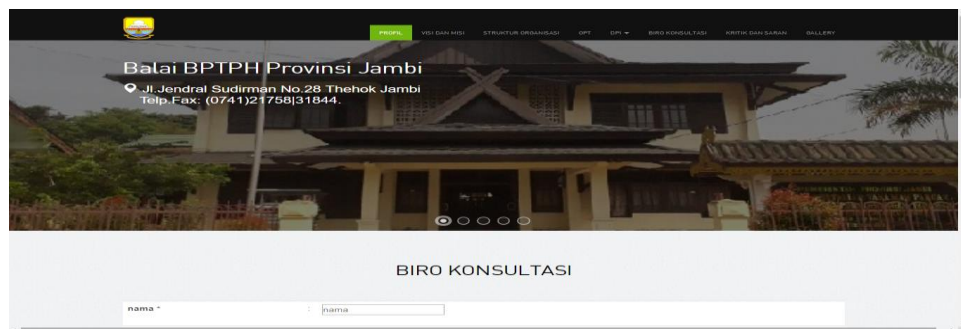 PROFIL VISI DAN MISI STRUKTUR ORGANISASI OPT DPI BIRO KONSULTASI KRITIK DAN SARAN GALLERY
Balai BPTPH Provinsi Jambi
Jl.Jendral Sudirman No.28 Thehok Jambi
Telp.Fax: (0741)21758|31844.
BIRO KONSULTASI
nama * : nama